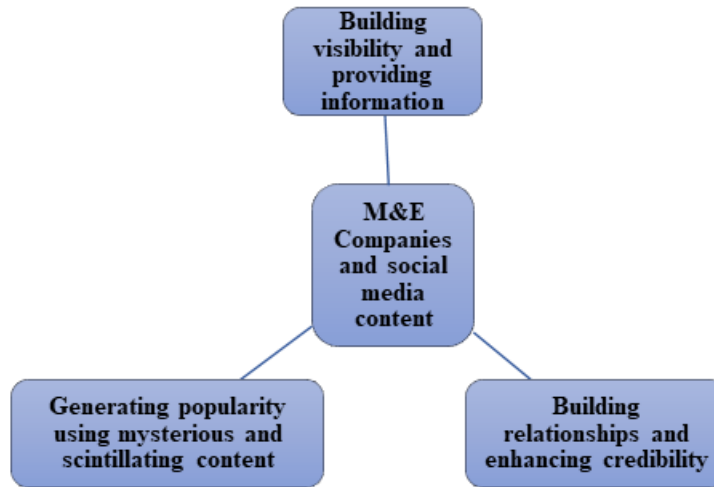 Building
visibility and
providing
information
M&E
Companies
and social
media
content
Generating popularity
using mysterious and
scintillating content
Building
relationships and
enhancing credibility